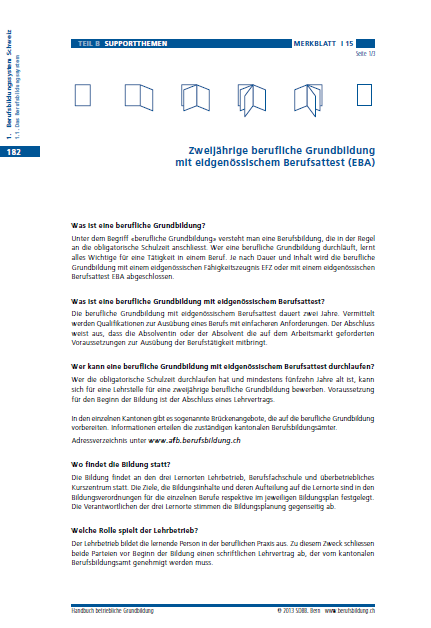 1. Berufsbildungssystem Schweiz
1.1. Das Berufsbildungssystem
182
TEIL B SUPPORTTHEMEN
MERKBLATT I 15
Seite 1/3
Zweijährige berufliche Grundbildung
mit eidgenössischem Berufsattest (EBA)
Was ist eine berufliche Grundbildung?
Unter dem Begriff «berufliche Grundbildung» versteht man eine Berufsbildung, die in der Regel
an die obligatorische Schulzeit anschliesst. Wer eine berufliche Grundbildung durchläuft, lernt
alles Wichtige für eine Tätigkeit in einem Beruf. Je nach Dauer und Inhalt wird die berufliche
Grundbildung mit einem eidgenössischen Fähigkeitszeugnis EFZ oder mit einem eidgenössischen
Berufsattest EBA abgeschlossen.
Was ist eine berufliche Grundbildung mit eidgenössischem Berufsattest?
Die berufliche Grundbildung mit eidgenössischem Berufsattest dauert zwei Jahre. Vermittelt
werden Qualifikationen zur Ausübung eines Berufs mit einfacheren Anforderungen. Der Abschluss
weist aus, dass die Absolventin oder der Absolvent die auf dem Arbeitsmarkt geforderten
Voraussetzungen zur Ausübung der Berufstätigkeit mitbringt.
Wer kann eine berufliche Grundbildung mit eidgenössischem Berufsattest durchlaufen?
Wer die obligatorische Schulzeit durchlaufen hat und mindestens fünfzehn Jahre alt ist, kann
sich für eine Lehrstelle für eine zweijährige berufliche Grundbildung bewerben. Voraussetzung
für den Beginn der Bildung ist der Abschluss eines Lehrvertrags.
In den einzelnen Kantonen gibt es sogenannte Brückenangebote, die auf die berufliche Grundbildung
vorbereiten. Informationen erteilen die zuständigen kantonalen Berufsbildungsämter.
Adressverzeichnis unter www.afb.berufsbildung.ch
Wo findet die Bildung statt?
Die Bildung findet an den drei Lernorten Lehrbetrieb, Berufsfachschule und überbetriebliches
Kurszentrum statt. Die Ziele, die Bildungsinhalte und deren Aufteilung auf die Lernorte sind in den
Bildungsverordnungen für die einzelnen Berufe respektive im jeweiligen Bildungsplan festgelegt.
Die Verantwortlichen der drei Lernorte stimmen die Bildungsplanung gegenseitig ab.
Welche Rolle spielt der Lehrbetrieb?
Der Lehrbetrieb bildet die lernende Person in der beruflichen Praxis aus. Zu diesem Zweck schliessen
beide Parteien vor Beginn der Bildung einen schriftlichen Lehrvertrag ab, der vom kantonalen
Berufsbildungsamt genehmigt werden muss.
Handbuch betriebliche Grundbildung
© 2013 SDBB, Bern www.berufsbildung.ch